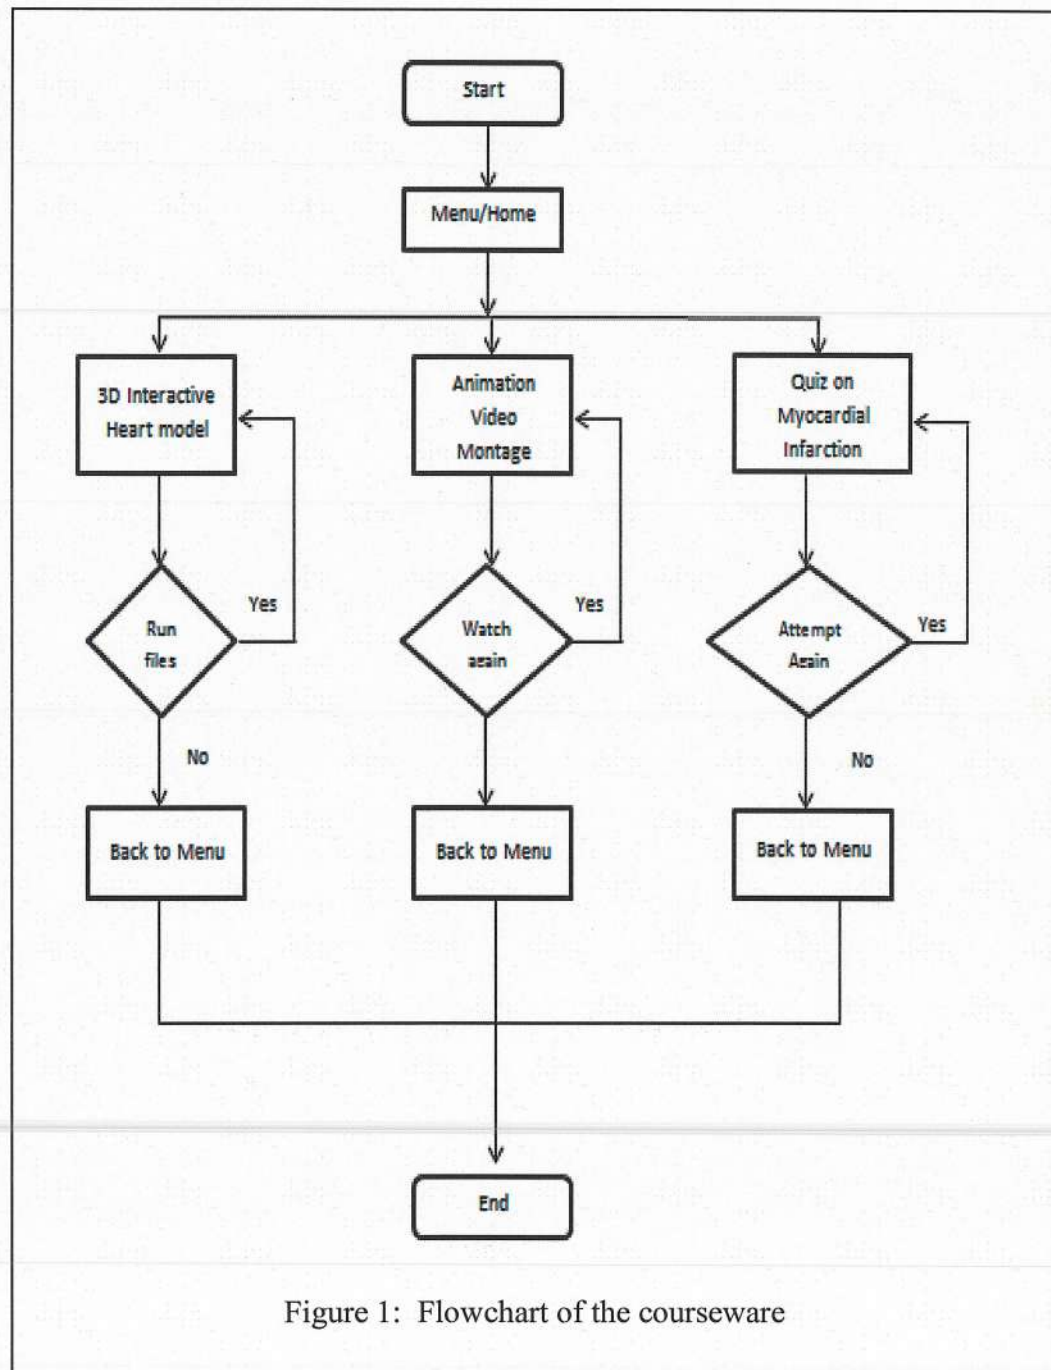 Start
Menu/Home
3D Interactive
Heart model
Animation
Video
Montage
Quiz on
Myocardial
Infarction
Run
files
Yes
Watch
again
Yes
Attempt
Again
Yes
No
No
Back to Menu
Back to Menu
Back to Menu
End
Figure 1: Flowchart of the courseware